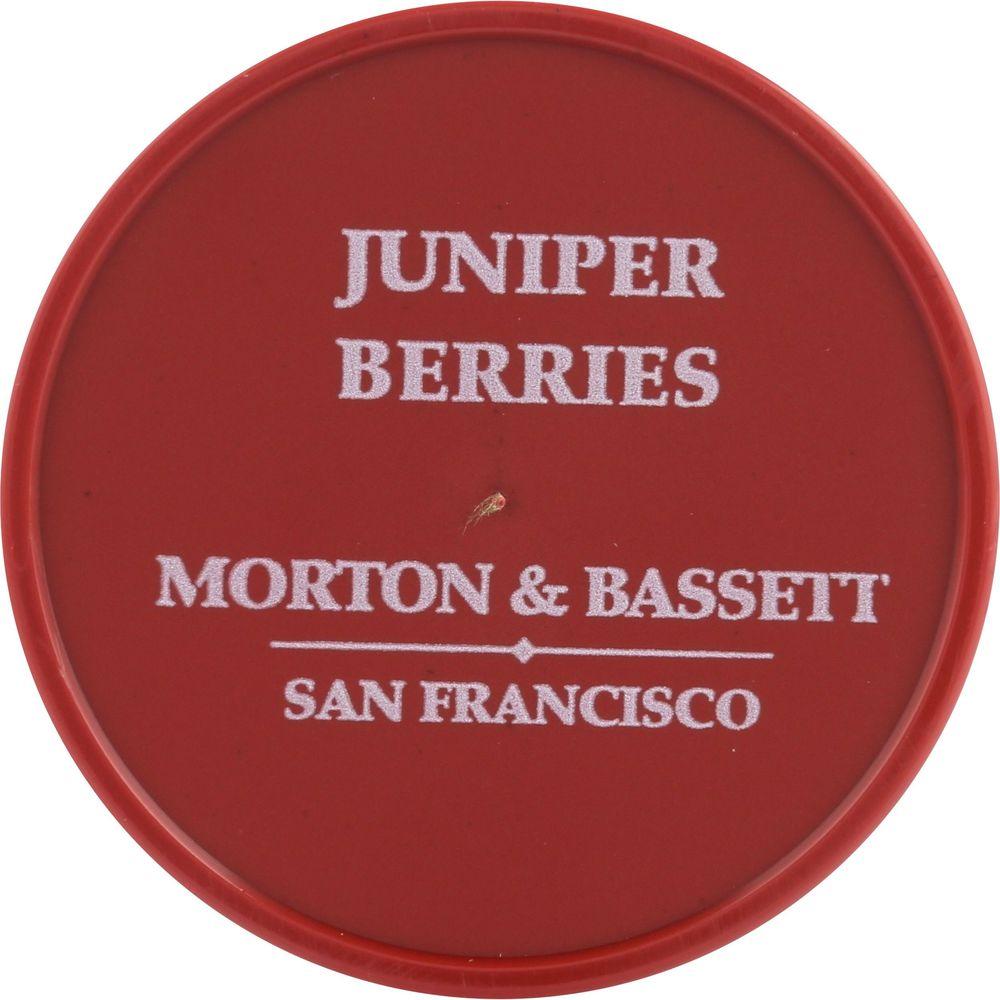 JUNIPER
BERRIES
MORTON & BASSETT
SAN FRANCISCO